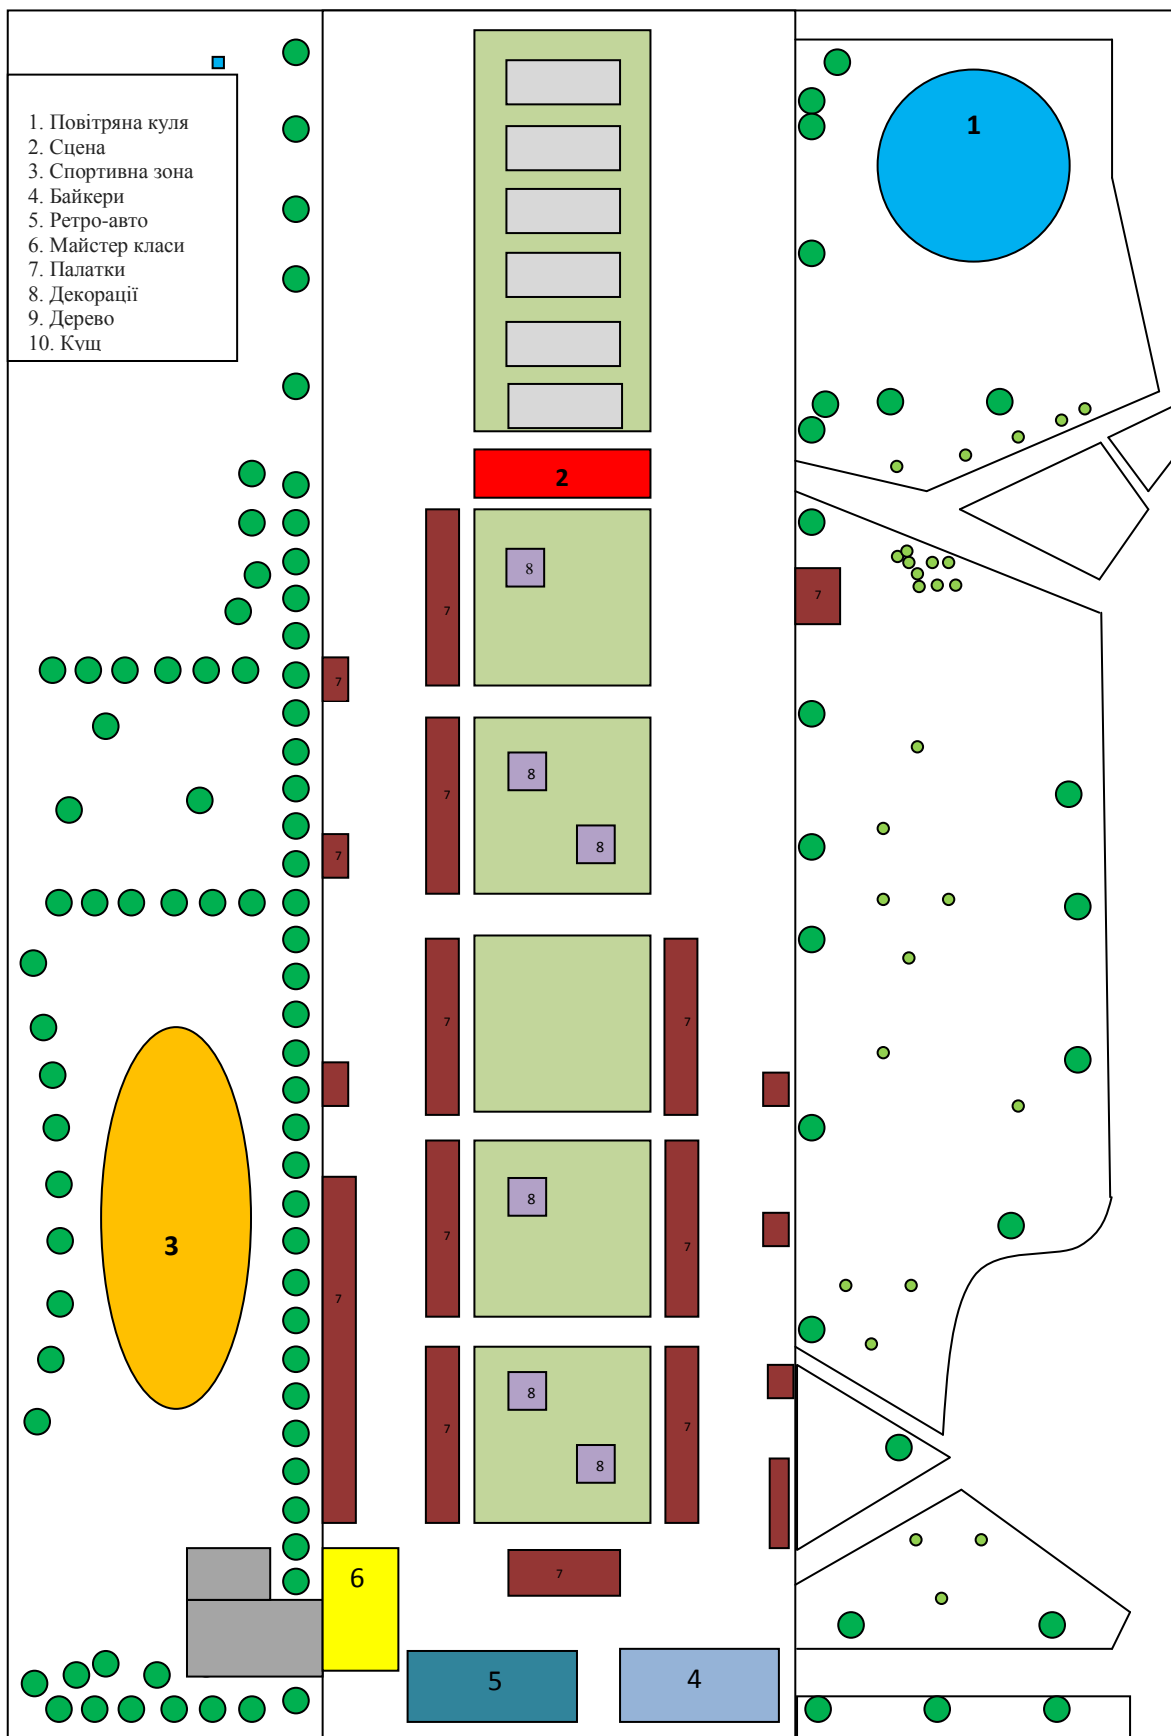 1. Повітряна куля
2. Сцена
3. Спортивна зона
4. Байкери
5. Ретро-авто
6. Майстер класи
7. Палатки
8. Декорації
9. Дерево
10. Кущ
1
2
8
7
7
7
8
7
8
7
7
7
8
7
7
3
7
8
7
7
8
6
7
5
4